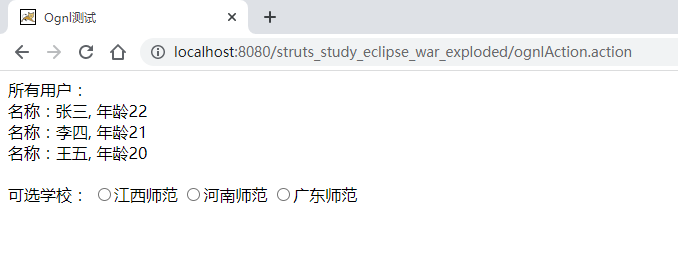 Ognl测试
localhost:8080/struts_study_eclipse_war_exploded/ognlAction.action
所有用户：
名称：张三, 年龄22
名称：李四, 年龄21
名称：王五, 年龄20
可选学校： 江西师范 河南师范 广东师范